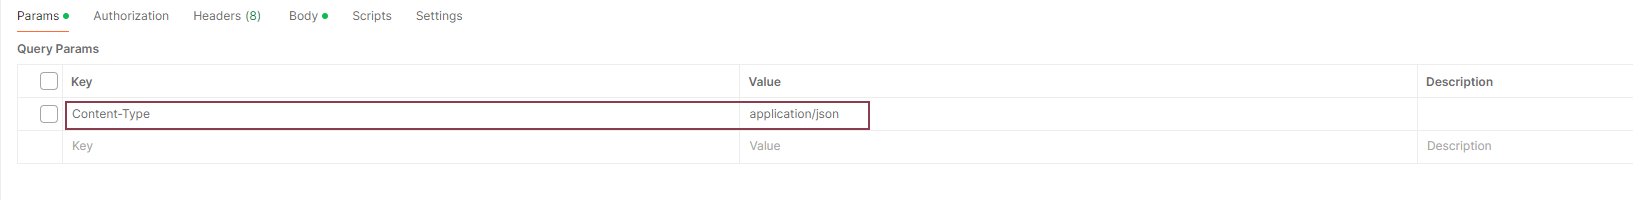 Params Authorization Headers (8) Body Scripts Settings
Query Params
Key Value Description
Content-Type application/json
Key Value Description